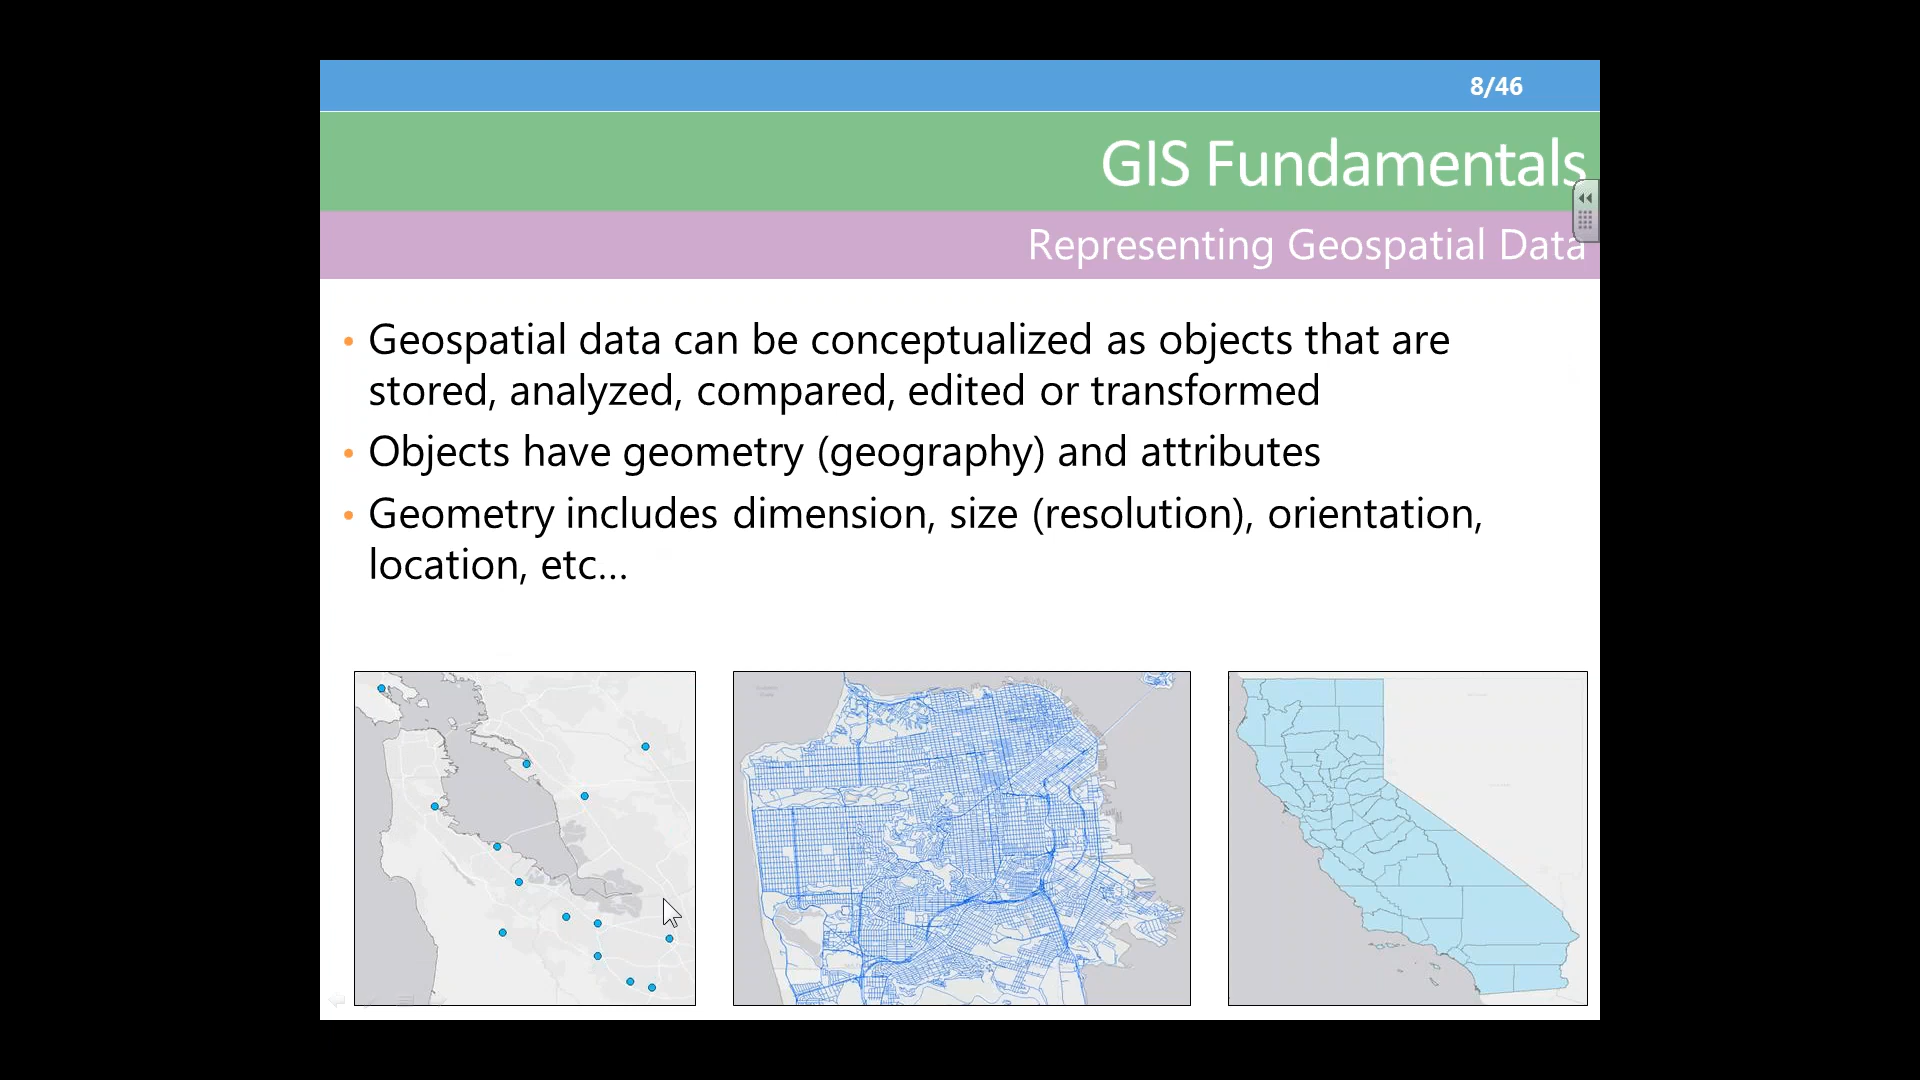 8/46
GIS Fundamentals
Representing Geospatial Data
• Geospatial data can be conceptualized as objects that are
stored, analyzed, compared, edited or transformed
• Objects have geometry (geography) and attributes
• Geometry includes dimension, size (resolution), orientation,
location, etc...